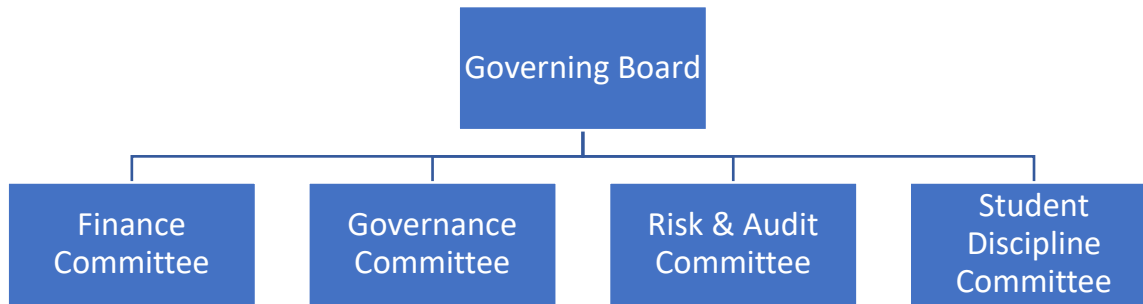 Governing Board
Finance
Committee
Governance
Committee
Risk & Audit
Committee
Student
Discipline
Committee